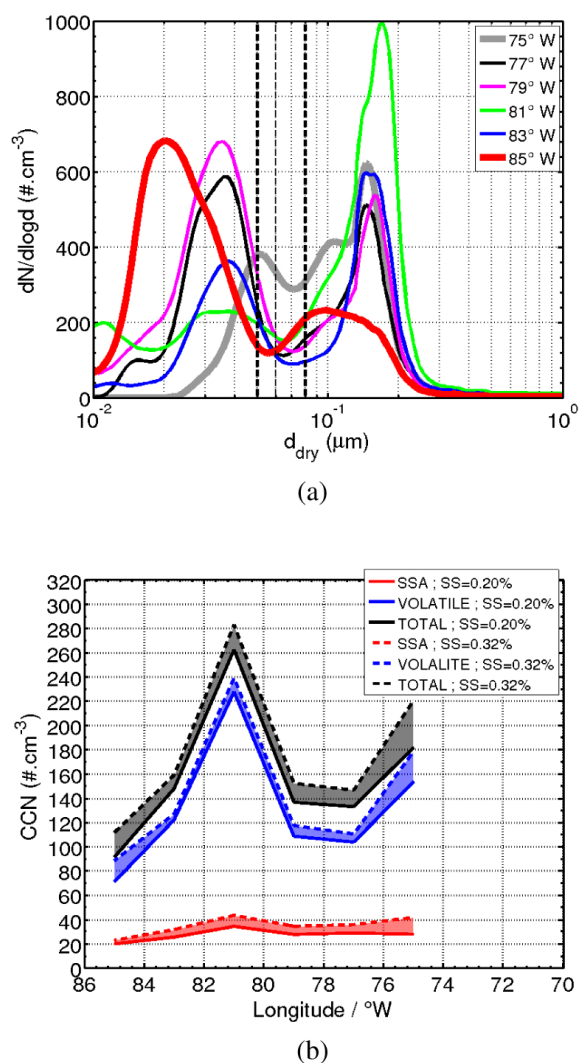 1000
800
600
400
200
0
dN/dlogd (#.cm⁻³)
75° W
77° W
79° W
81° W
83° W
85° W
10⁻² 10⁻¹ 10⁰
d_dry (μm)
(a)
320
300
280
260
240
220
200
180
160
140
120
100
80
60
40
20
0
CCN (#.cm⁻³)
SSA ; SS=0.20%
VOLATILE ; SS=0.20%
TOTAL ; SS=0.20%
SSA ; SS=0.32%
VOLALITE ; SS=0.32%
TOTAL ; SS=0.32%
86 84 82 80 78 76 74 72 70
Longitude / °W
(b)